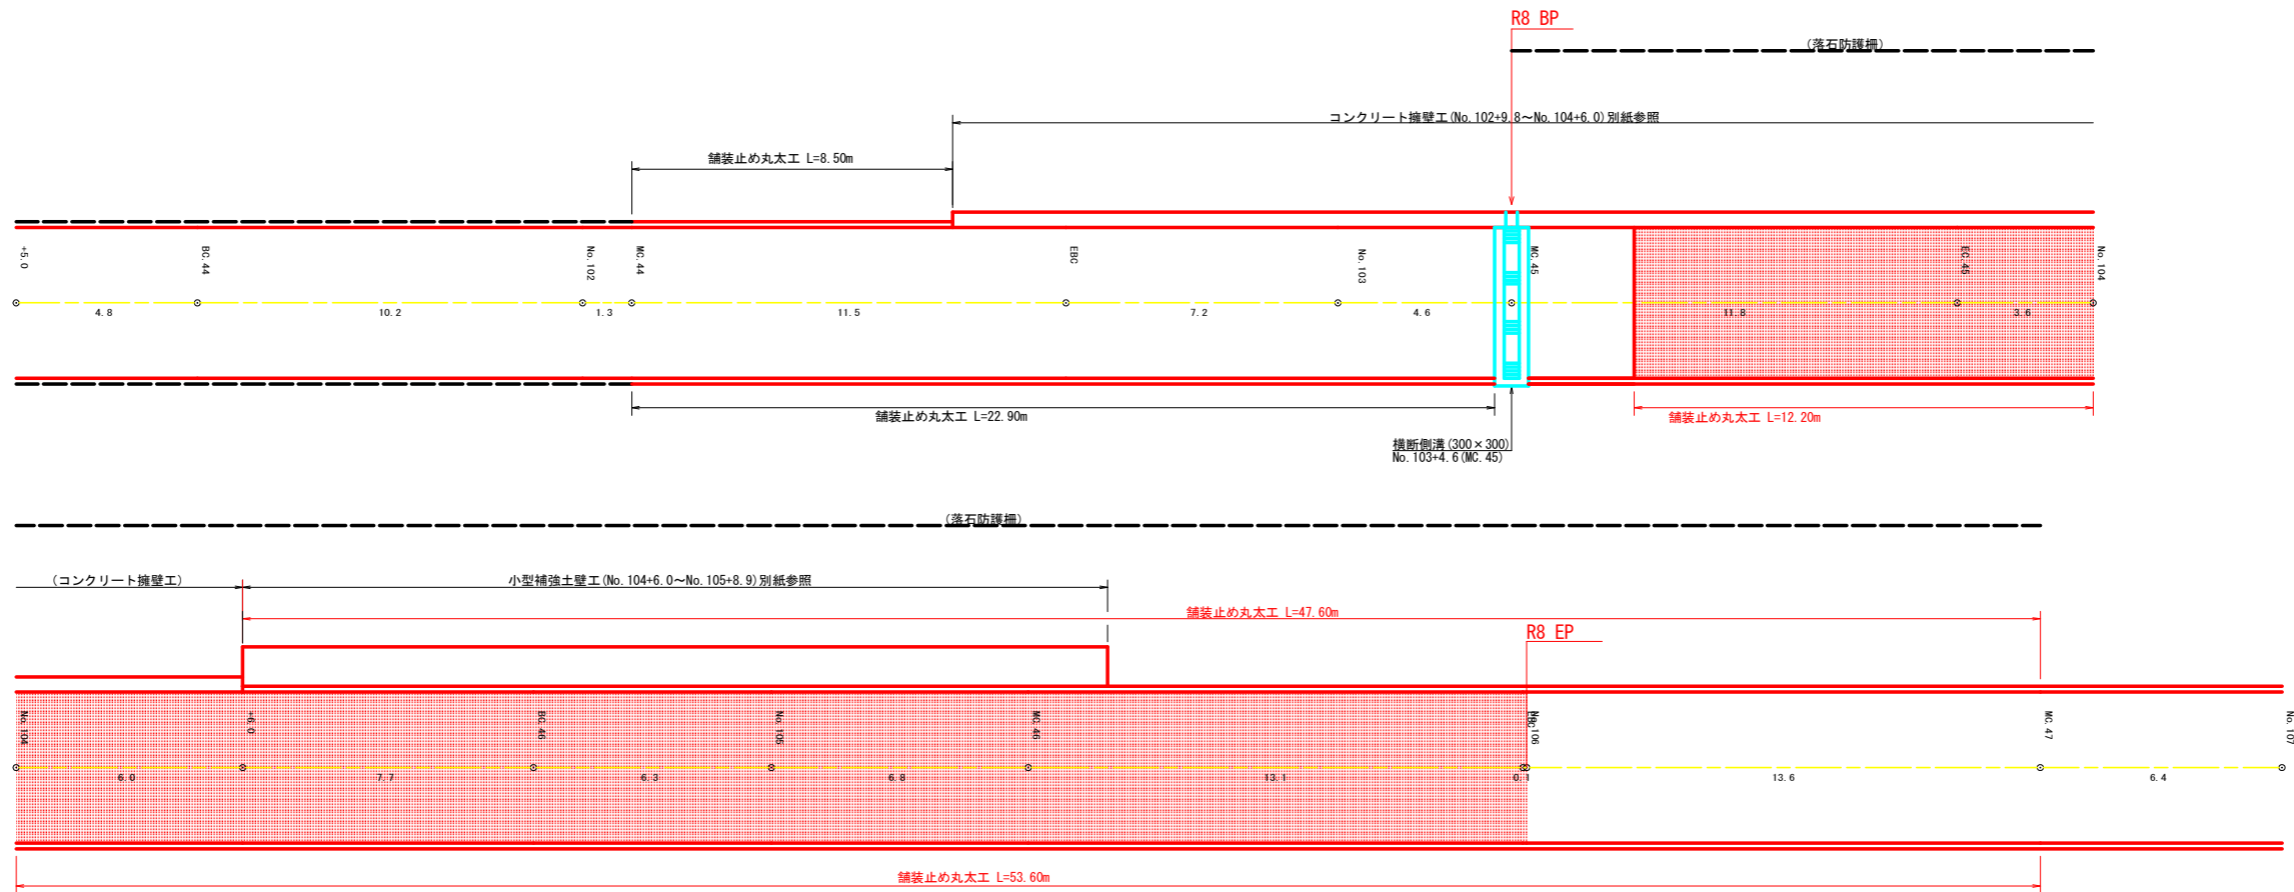 R8 BP
(落石防護柵)
コンクリート擁壁工(No.102+9.8～No.104+6.0)別紙参照
舗装止め丸太工 L=8.50m
+5.0
BC.44
No.102
MC.44
EBC
No.103
MC.45
EC.45
No.104
4.8
10.2
1.3
11.5
7.2
4.6
11.8
3.6
舗装止め丸太工 L=22.90m
舗装止め丸太工 L=12.20m
横断側溝(300×300)
No.103+4.6(MC.45)
(落石防護柵)
(コンクリート擁壁工)
小型補強土壁工(No.104+6.0～No.105+8.9)別紙参照
舗装止め丸太工 L=47.60m
R8 EP
No.104
+6.0
BC.46
No.105
MC.46
No.106
MC.47
No.107
6.0
7.7
6.3
6.8
13.1
0.1
13.6
6.4
舗装止め丸太工 L=53.60m